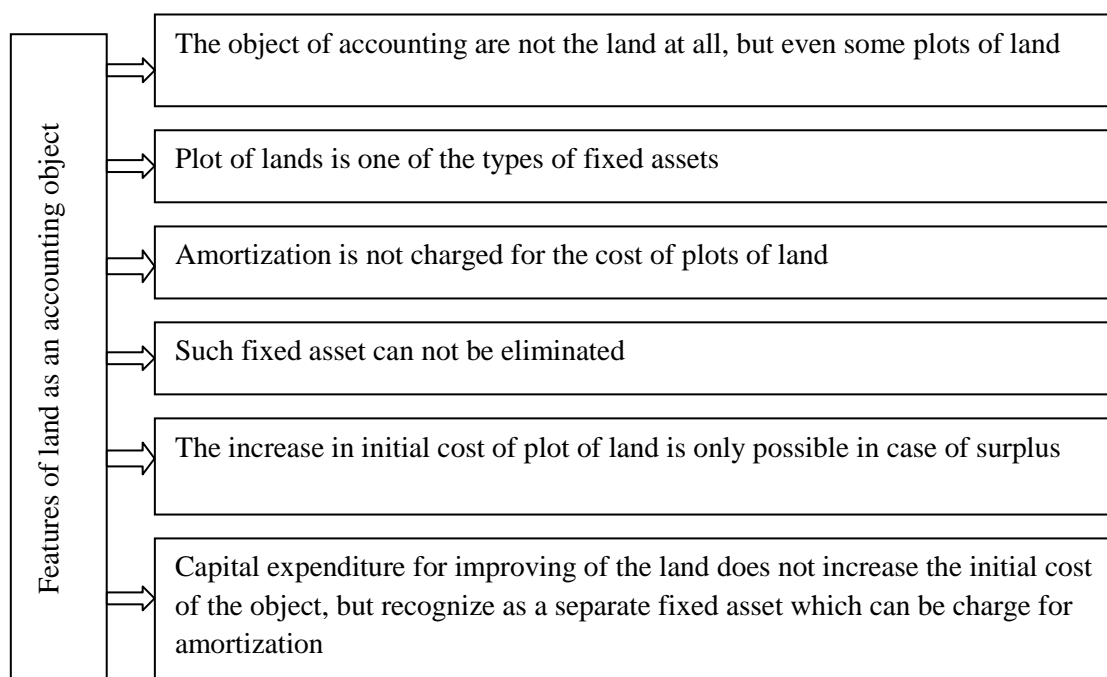 Features of land as an accounting object
The object of accounting are not the land at all, but even some plots of land
Plot of lands is one of the types of fixed assets
Amortization is not charged for the cost of plots of land
Such fixed asset can not be eliminated
The increase in initial cost of plot of land is only possible in case of surplus
Capital expenditure for improving of the land does not increase the initial cost
of the object, but recognize as a separate fixed asset which can be charge for
amortization